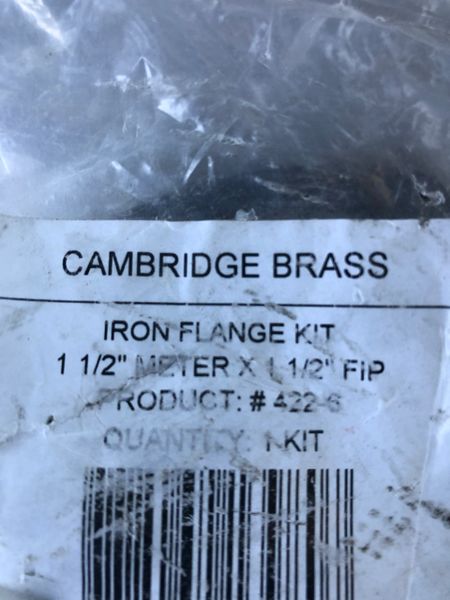 CAMBRIDGE BRASS
IRON FLANGE KIT
1 1/2" METER X 1 1/2" FIP
PRODUCT: # 422-6
QUANTITY: 1 KIT